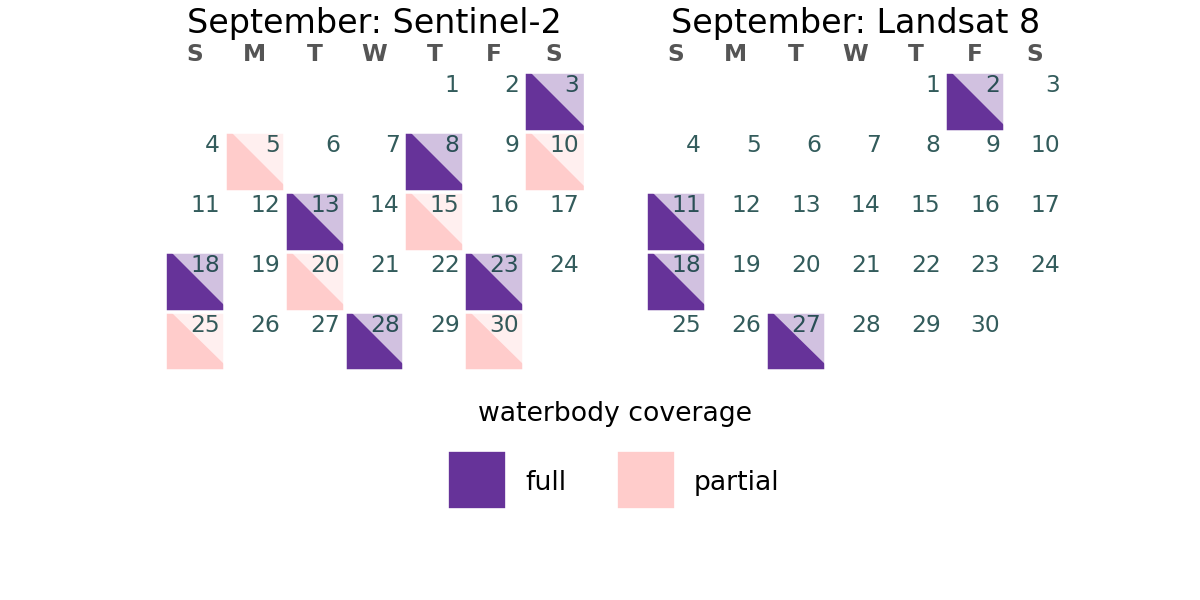 September: Sentinel-2
S M T W T F S
1 2 3
4 5 6 7 8 9 10
11 12 13 14 15 16 17
18 19 20 21 22 23 24
25 26 27 28 29 30
September: Landsat 8
S M T W T F S
1 2 3
4 5 6 7 8 9 10
11 12 13 14 15 16 17
18 19 20 21 22 23 24
25 26 27 28 29 30
waterbody coverage
full
partial